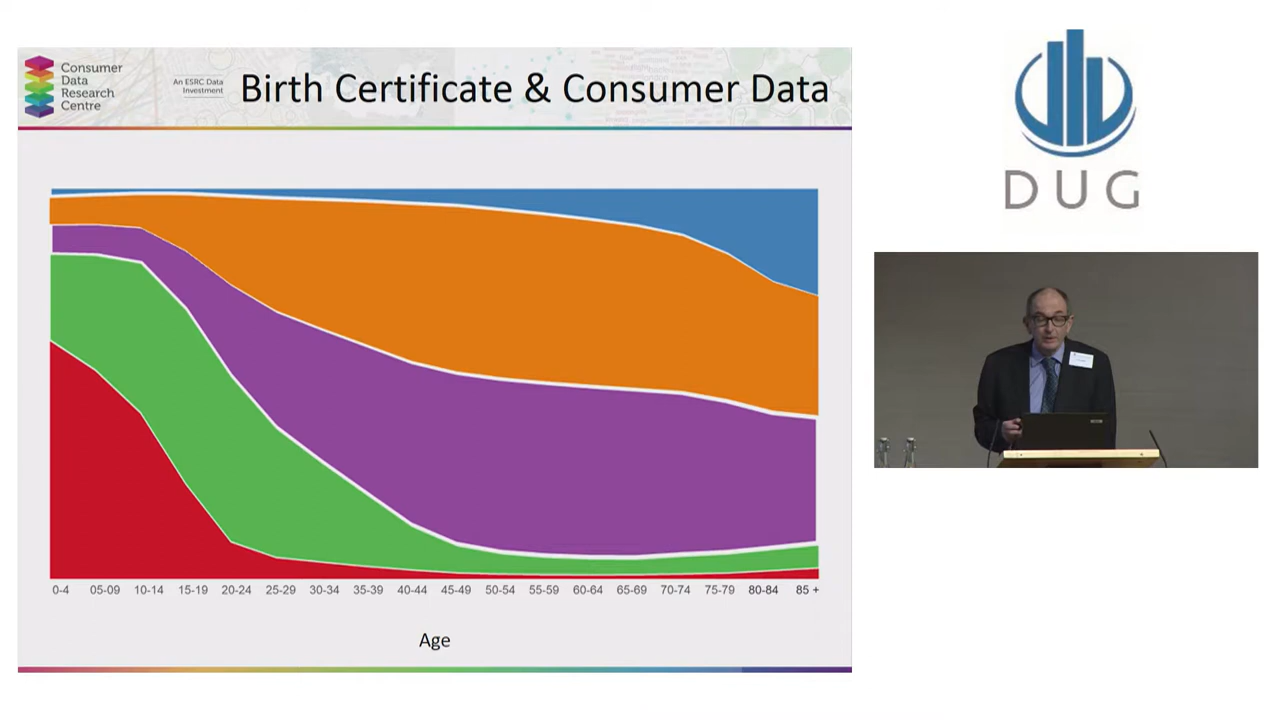 Consumer
Data
Research
Centre
An ESRC Data
Investment
Birth Certificate & Consumer Data
0-4 05-09 10-14 15-19 20-24 25-29 30-34 35-39 40-44 45-49 50-54 55-59 60-64 65-69 70-74 75-79 80-84 85 +
Age
DUG